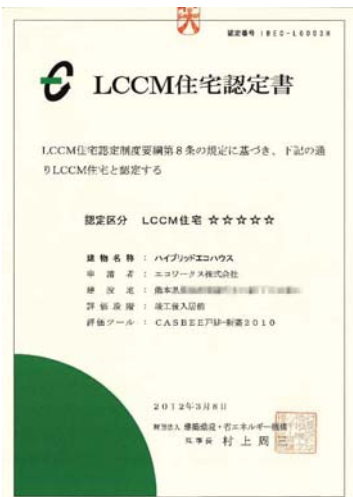 認定番号 : IBEC-L0003H
LCCM住宅認定書
LCCM住宅認定制度要綱第8条の規定に基づき、下記の通
りLCCM住宅と認定する
認定区分 LCCM住宅 ☆☆☆☆☆
建物名称 : ハイブリッドエコハウス
申請者 : エコワークス株式会社
建設地 : 熊本県
評価段階 : 竣工後入居前
評価ツール : CASBEE戸建-新築2010
2012年3月8日
財団法人 建築環境・省エネルギー機構
理事長 村上周三